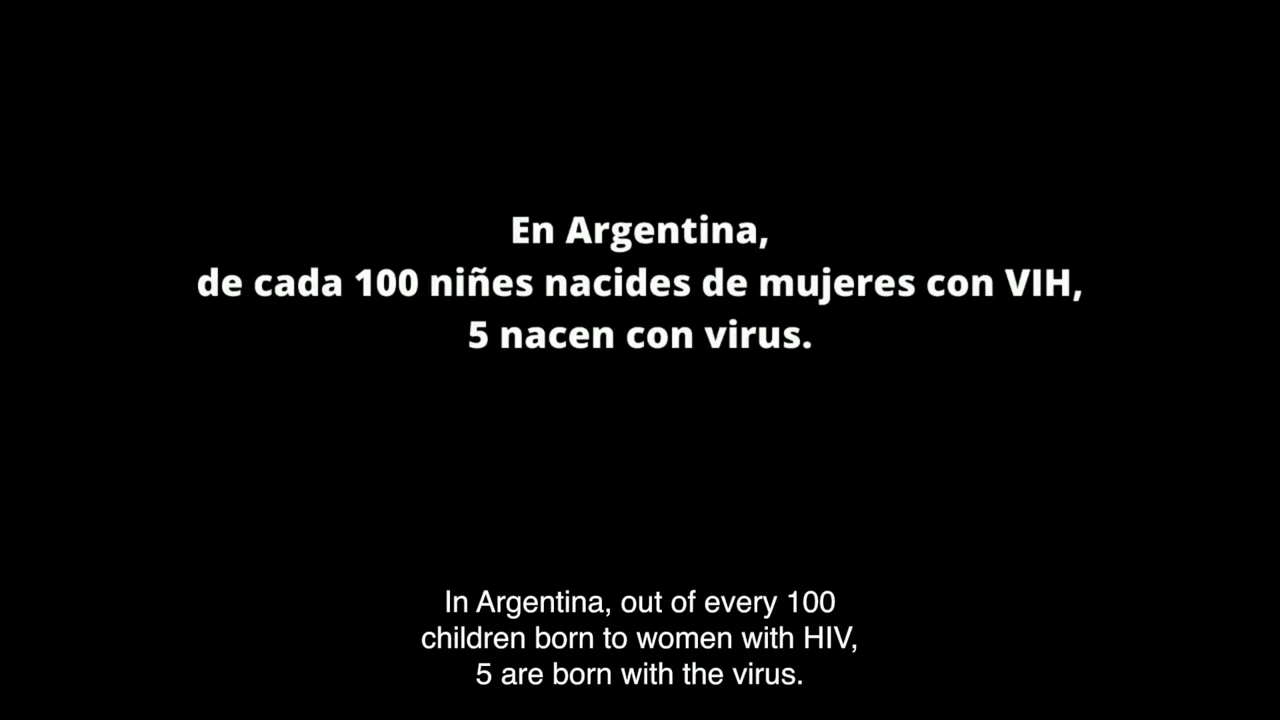 En Argentina,
de cada 100 niñes nacides de mujeres con VIH,
5 nacen con virus.
In Argentina, out of every 100
children born to women with HIV,
5 are born with the virus.